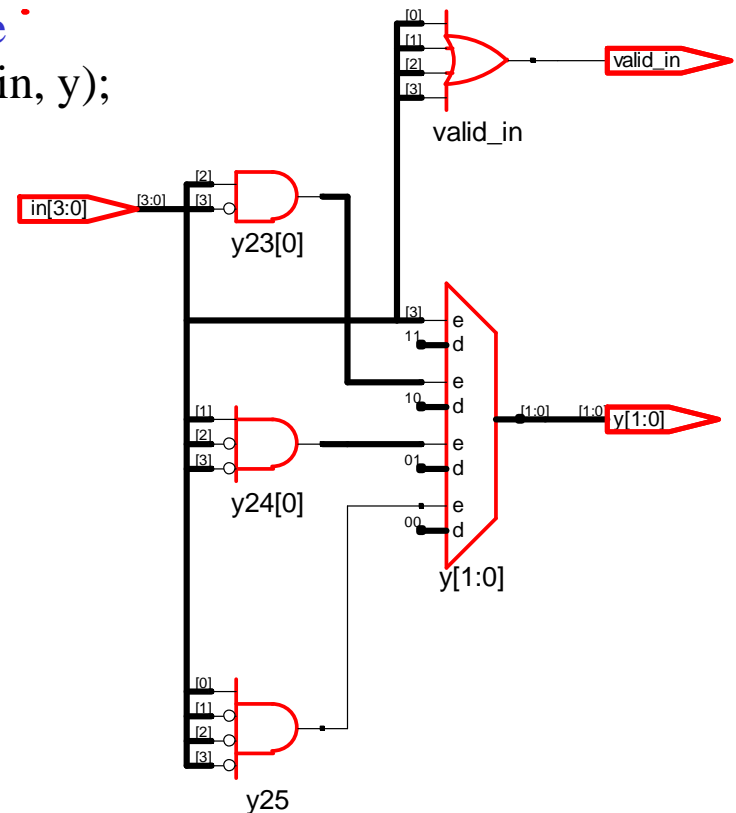 e
in, y);
[0]
[1]
[2]
[3]
valid_in
valid_in
in[3:0]
[3:0]
[2]
[3]
y23[0]
[3]
e
11
d
e
10
d
[1]
[2]
[3]
y24[0]
e
01
d
e
00
d
y[1:0]
[1:0]
[1:0]
y[1:0]
[0]
[1]
[2]
[3]
y25